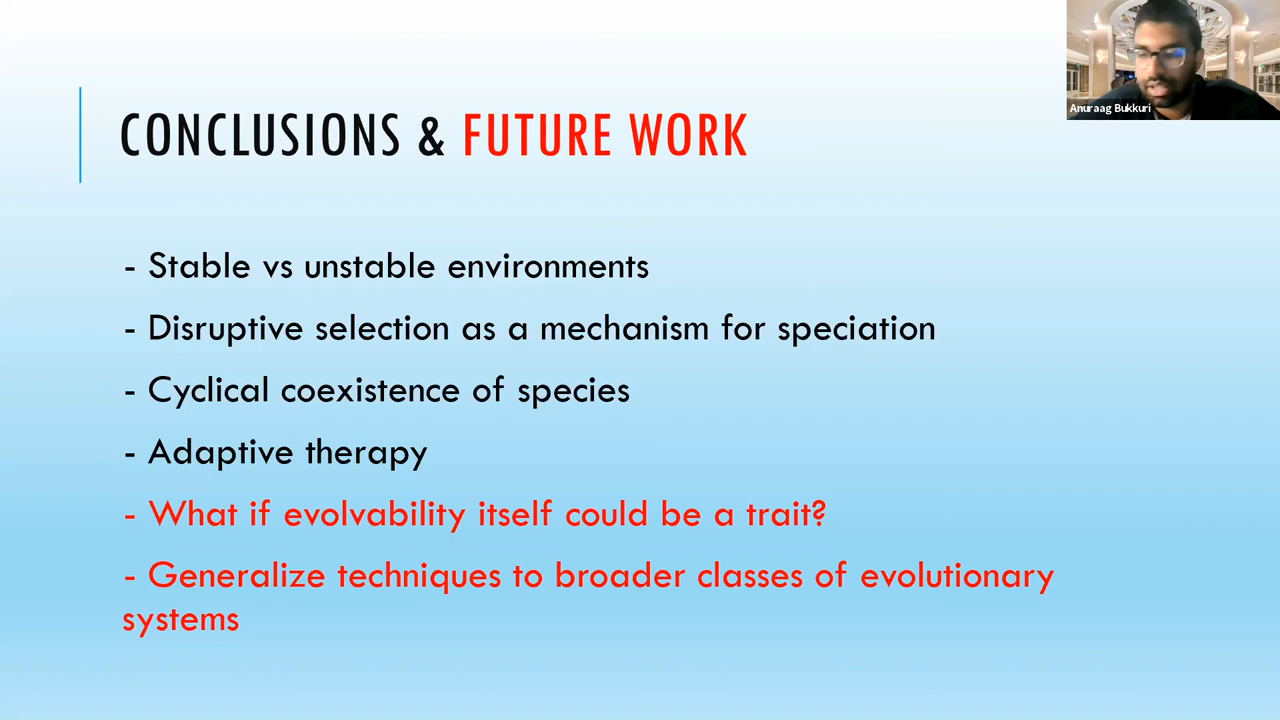 Anuraag Bukkuri
CONCLUSIONS & FUTURE WORK
- Stable vs unstable environments
- Disruptive selection as a mechanism for speciation
- Cyclical coexistence of species
- Adaptive therapy
- What if evolvability itself could be a trait?
- Generalize techniques to broader classes of evolutionary
systems